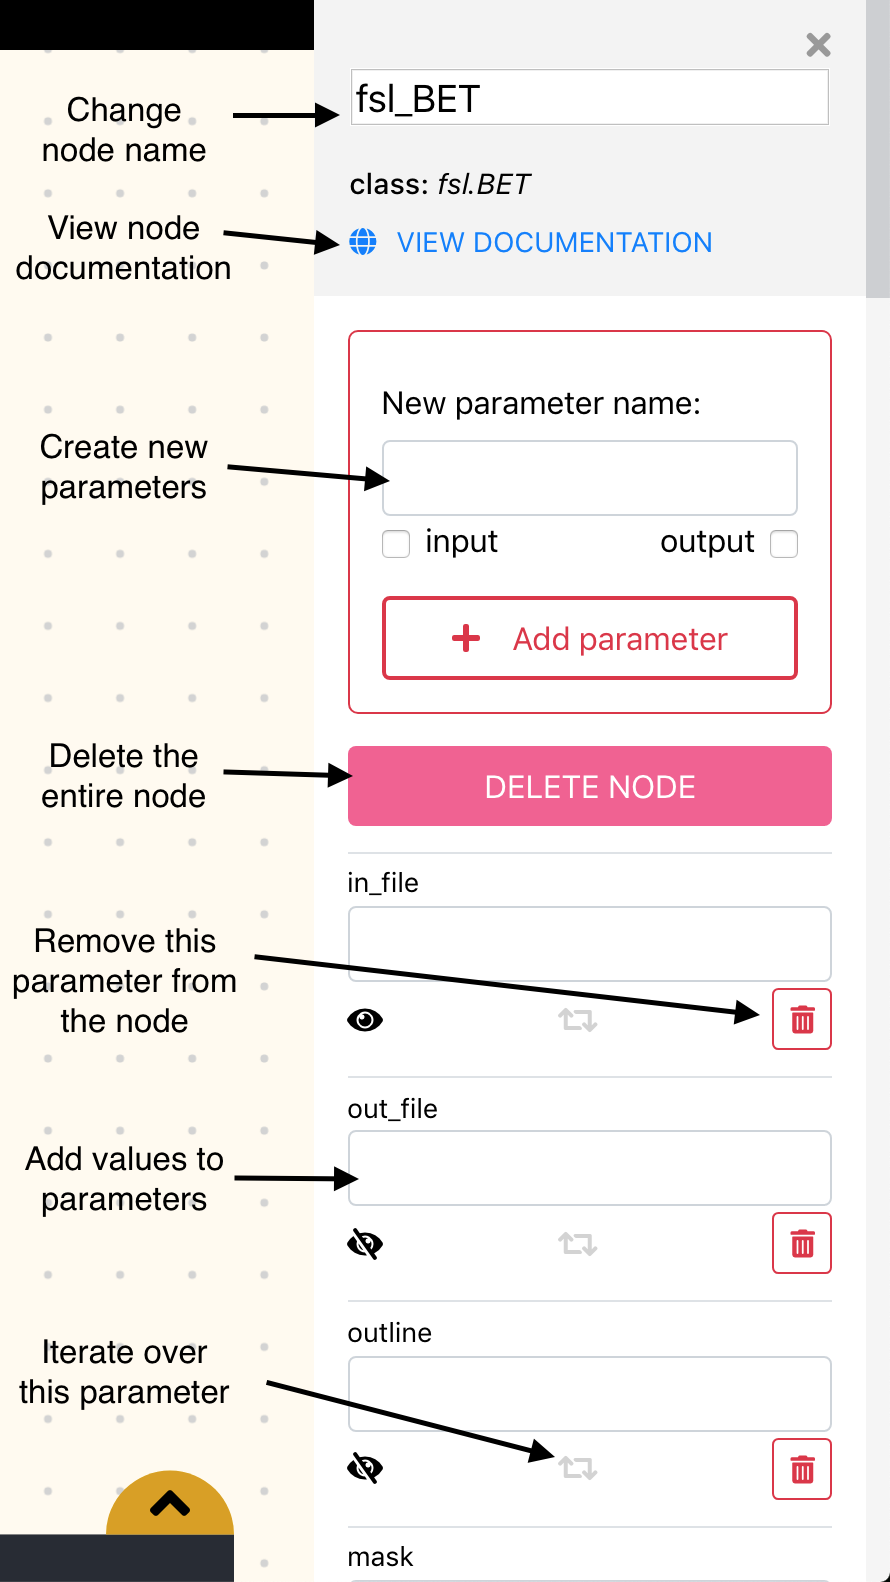 fsl_BET
Change
node name
class: fsl.BET
View node
documentation
VIEW DOCUMENTATION
New parameter name:
Create new
parameters
input
output
Add parameter
Delete the
entire node
DELETE NODE
in_file
Remove this
parameter from
the node
out_file
Add values to
parameters
outline
Iterate over
this parameter
mask